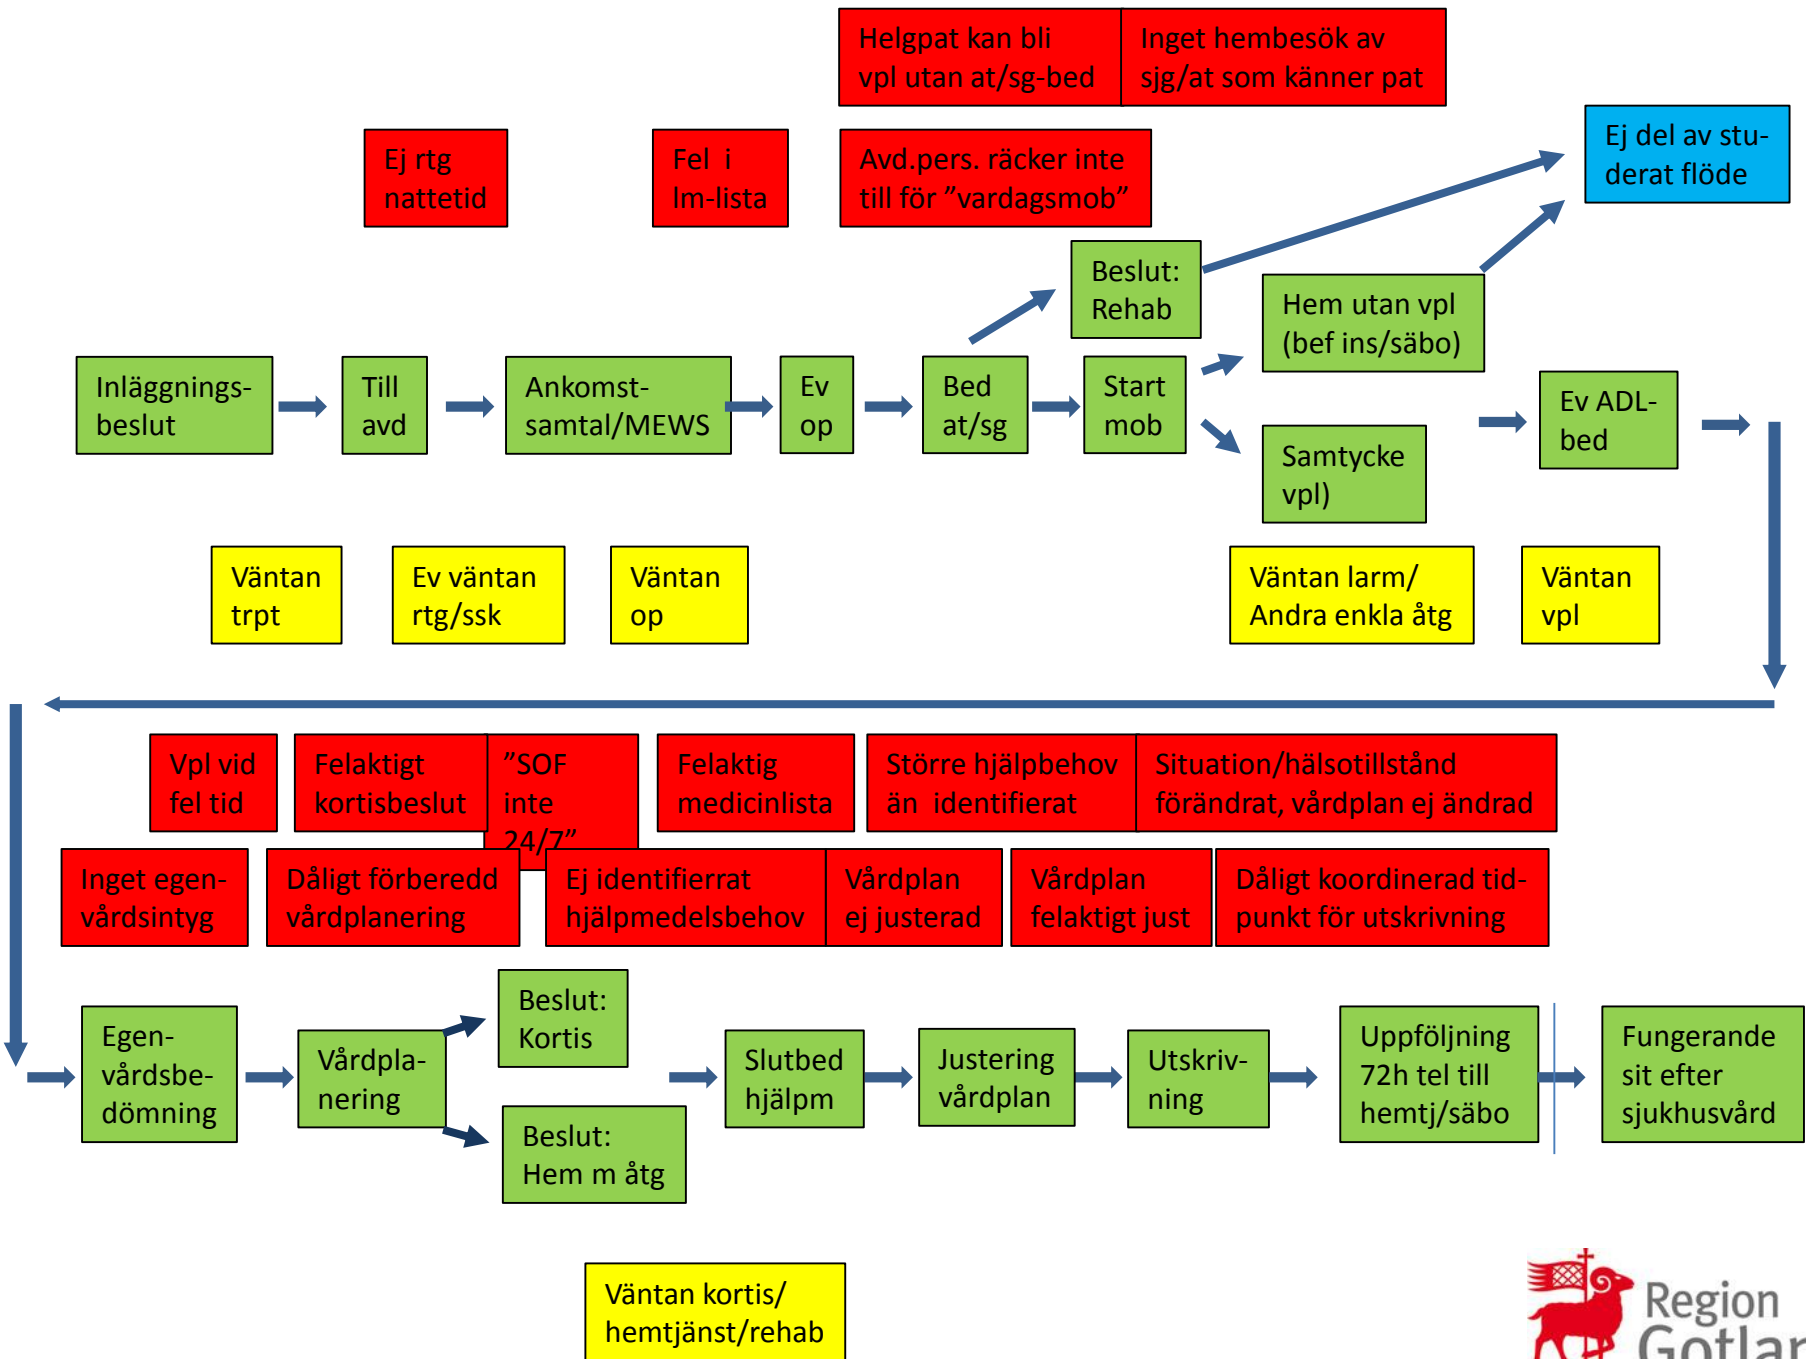 Helgpat kan bli
vpl utan at/sg-bed
Inget hembesök av
sjg/at som känner pat
Ej rtg
nattetid
Fel i
lm-lista
Avd.pers. räcker inte
till för ”vardagsmob”
Ej del av stu-
derat flöde
Beslut:
Rehab
Hem utan vpl
(bef ins/säbo)
Inläggnings-
beslut
Till
avd
Ankomst-
samtal/MEWS
Ev
op
Bed
at/sg
Start
mob
Samtycke
vpl)
Ev ADL-
bed
Väntan
trpt
Ev väntan
rtg/ssk
Väntan
op
Väntan larm/
Andra enkla åtg
Väntan
vpl
Vpl vid
fel tid
Felaktigt
kortisbeslut
”SOF
inte
24/7”
Felaktig
medicinlista
Större hjälpbehov
än identifierat
Situation/hälsotillstånd
förändrat, vårdplan ej ändrad
Inget egen-
vårdsintyg
Dåligt förberedd
vårdplanering
Ej identifierrat
hjälpmedelsbehov
Vårdplan
ej justerad
Vårdplan
felaktigt just
Dåligt koordinerad tid-
punkt för utskrivning
Egen-
vårdsbe-
dömning
Vårdpla-
nering
Beslut:
Kortis
Beslut:
Hem m åtg
Slutbed
hjälpm
Justering
vårdplan
Utskriv-
ning
Uppföljning
72h tel till
hemtj/säbo
Fungerande
sit efter
sjukhusvård
Väntan kortis/
hemtjänst/rehab
Region
Gotlan